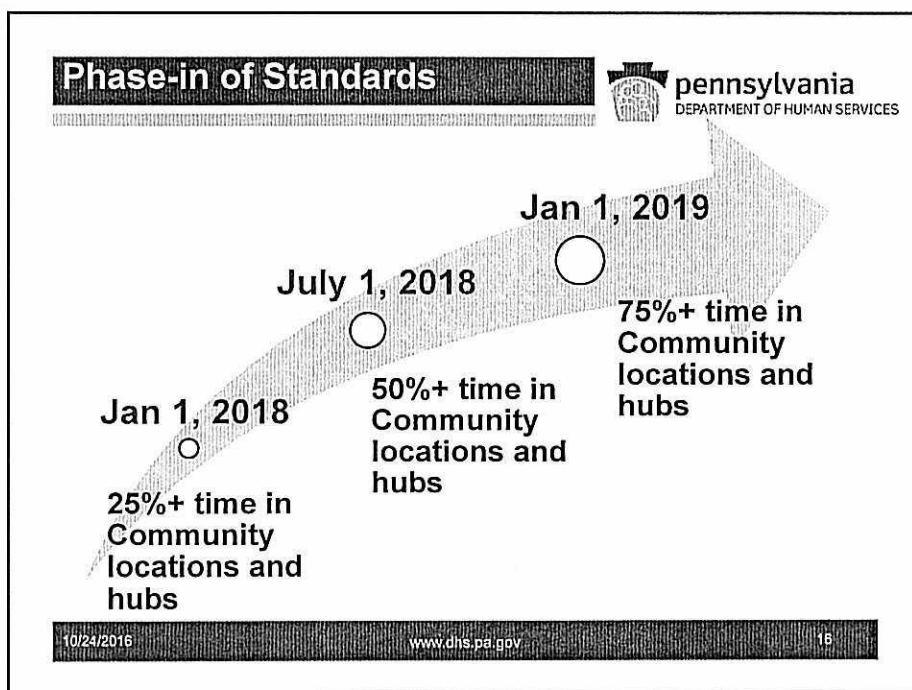 Phase-in of Standards
pennsylvania
DEPARTMENT OF HUMAN SERVICES
Jan 1, 2018
25%+ time in
Community
locations and
hubs
July 1, 2018
50%+ time in
Community
locations and
hubs
Jan 1, 2019
75%+ time in
Community
locations and
hubs
10/24/2016
www.dhs.pa.gov
16